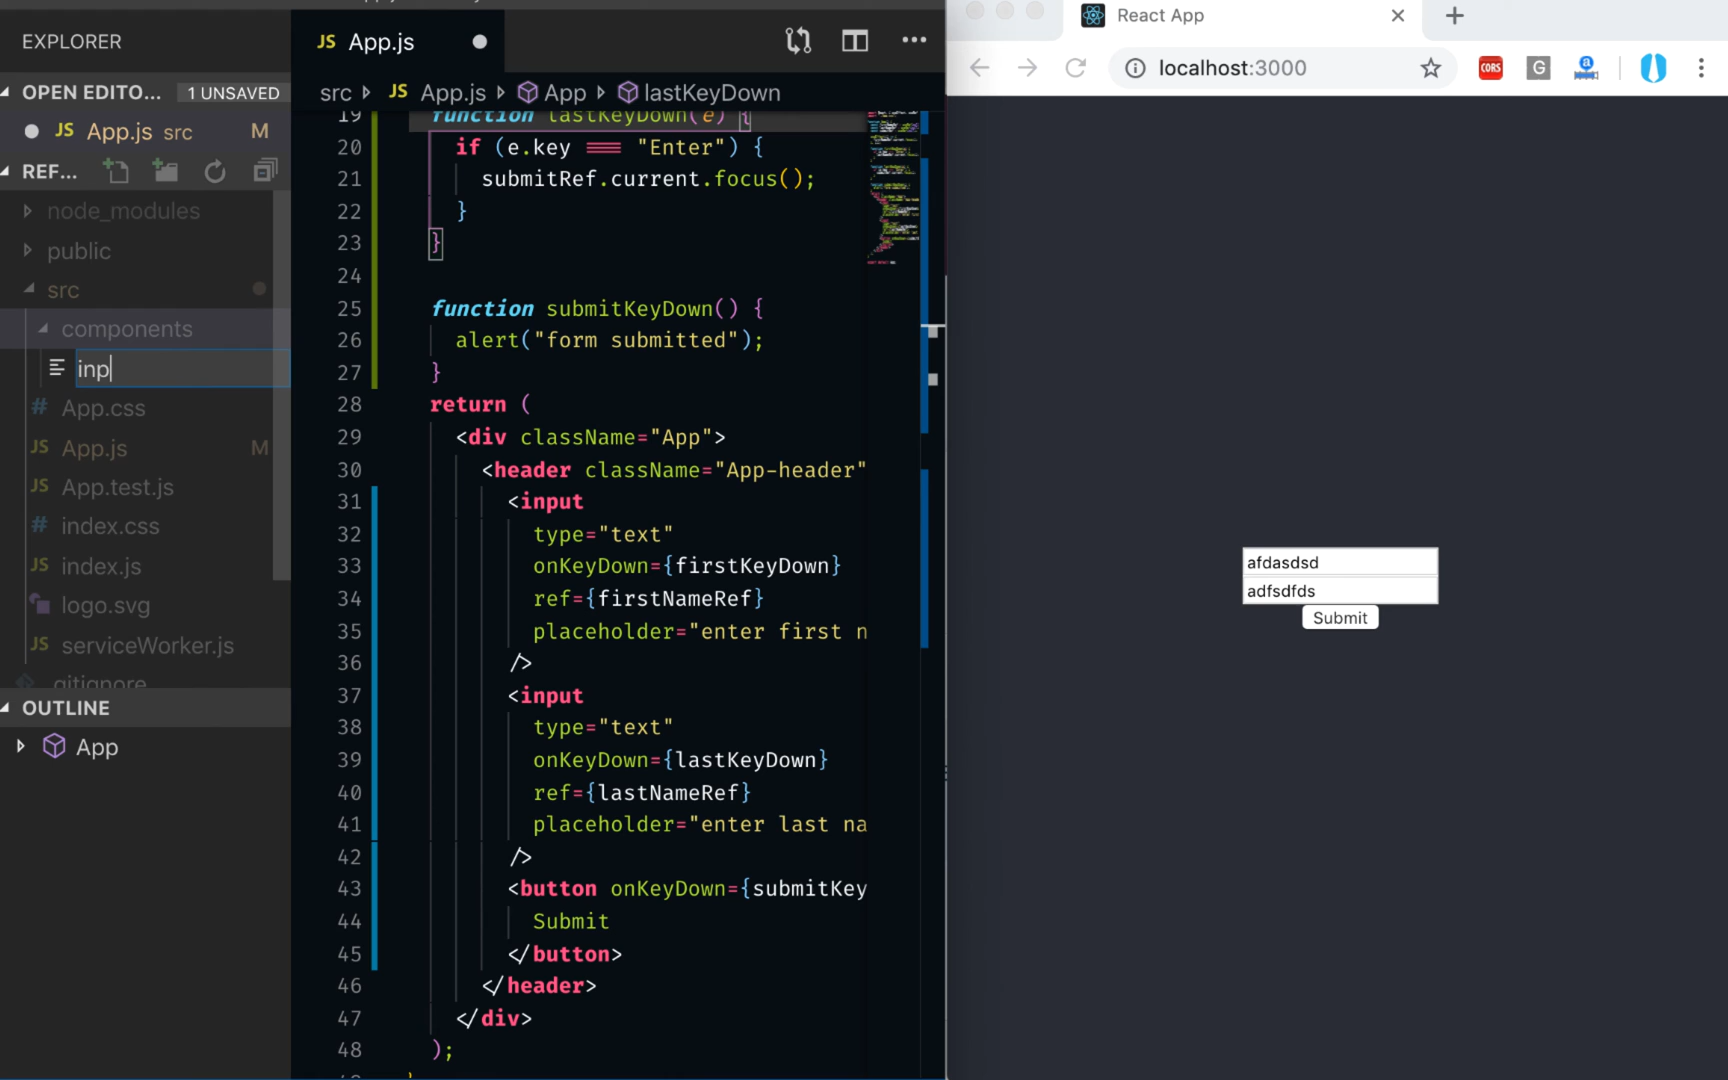 EXPLORER
OPEN EDITO... 1 UNSAVED
JS App.js src M
REF...
node_modules
public
src
components
inp
# App.css
JS App.js M
JS App.test.js
# index.css
JS index.js
logo.svg
JS serviceWorker.js
.gitignore
OUTLINE
App
JS App.js
src JS App.js App lastKeyDown
19 function lastKeyDown(e) {
20 if (e.key === "Enter") {
21 submitRef.current.focus();
22 }
23 }
24
25 function submitKeyDown() {
26 alert("form submitted");
27 }
28 return (
29 <div className="App">
30 <header className="App-header"
31 <input
32 type="text"
33 onKeyDown={firstKeyDown}
34 ref={firstNameRef}
35 placeholder="enter first n
36 />
37 <input
38 type="text"
39 onKeyDown={lastKeyDown}
40 ref={lastNameRef}
41 placeholder="enter last na
42 />
43 <button onKeyDown={submitKey
44 Submit
45 </button>
46 </header>
47 </div>
48 );
React App
localhost:3000
CORS G a
afdasdsd
adfsdfds
Submit